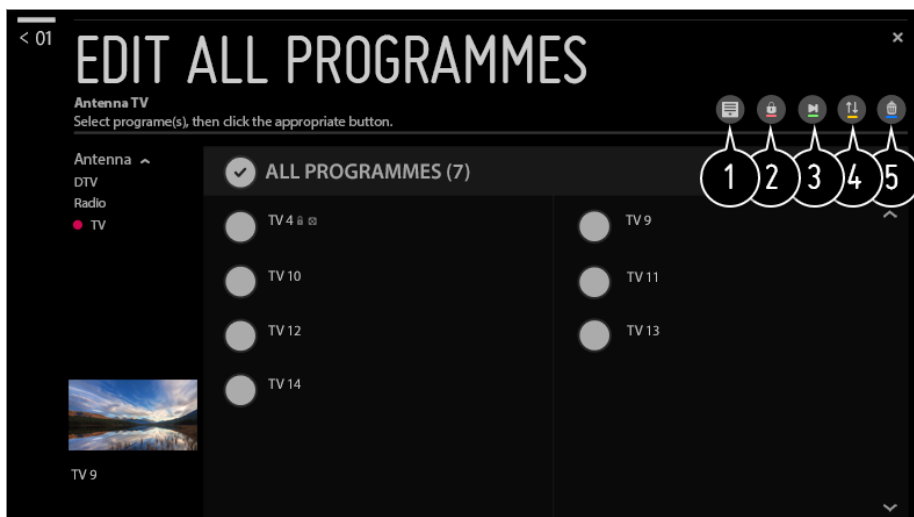 < 01
EDIT ALL PROGRAMMES
×
Antenna TV
Select programe(s), then click the appropriate button.
1 2 3 4 5
Antenna
DTV
Radio
TV
ALL PROGRAMMES (7)
TV 4
TV 9
TV 10
TV 11
TV 12
TV 13
TV 14
TV 9